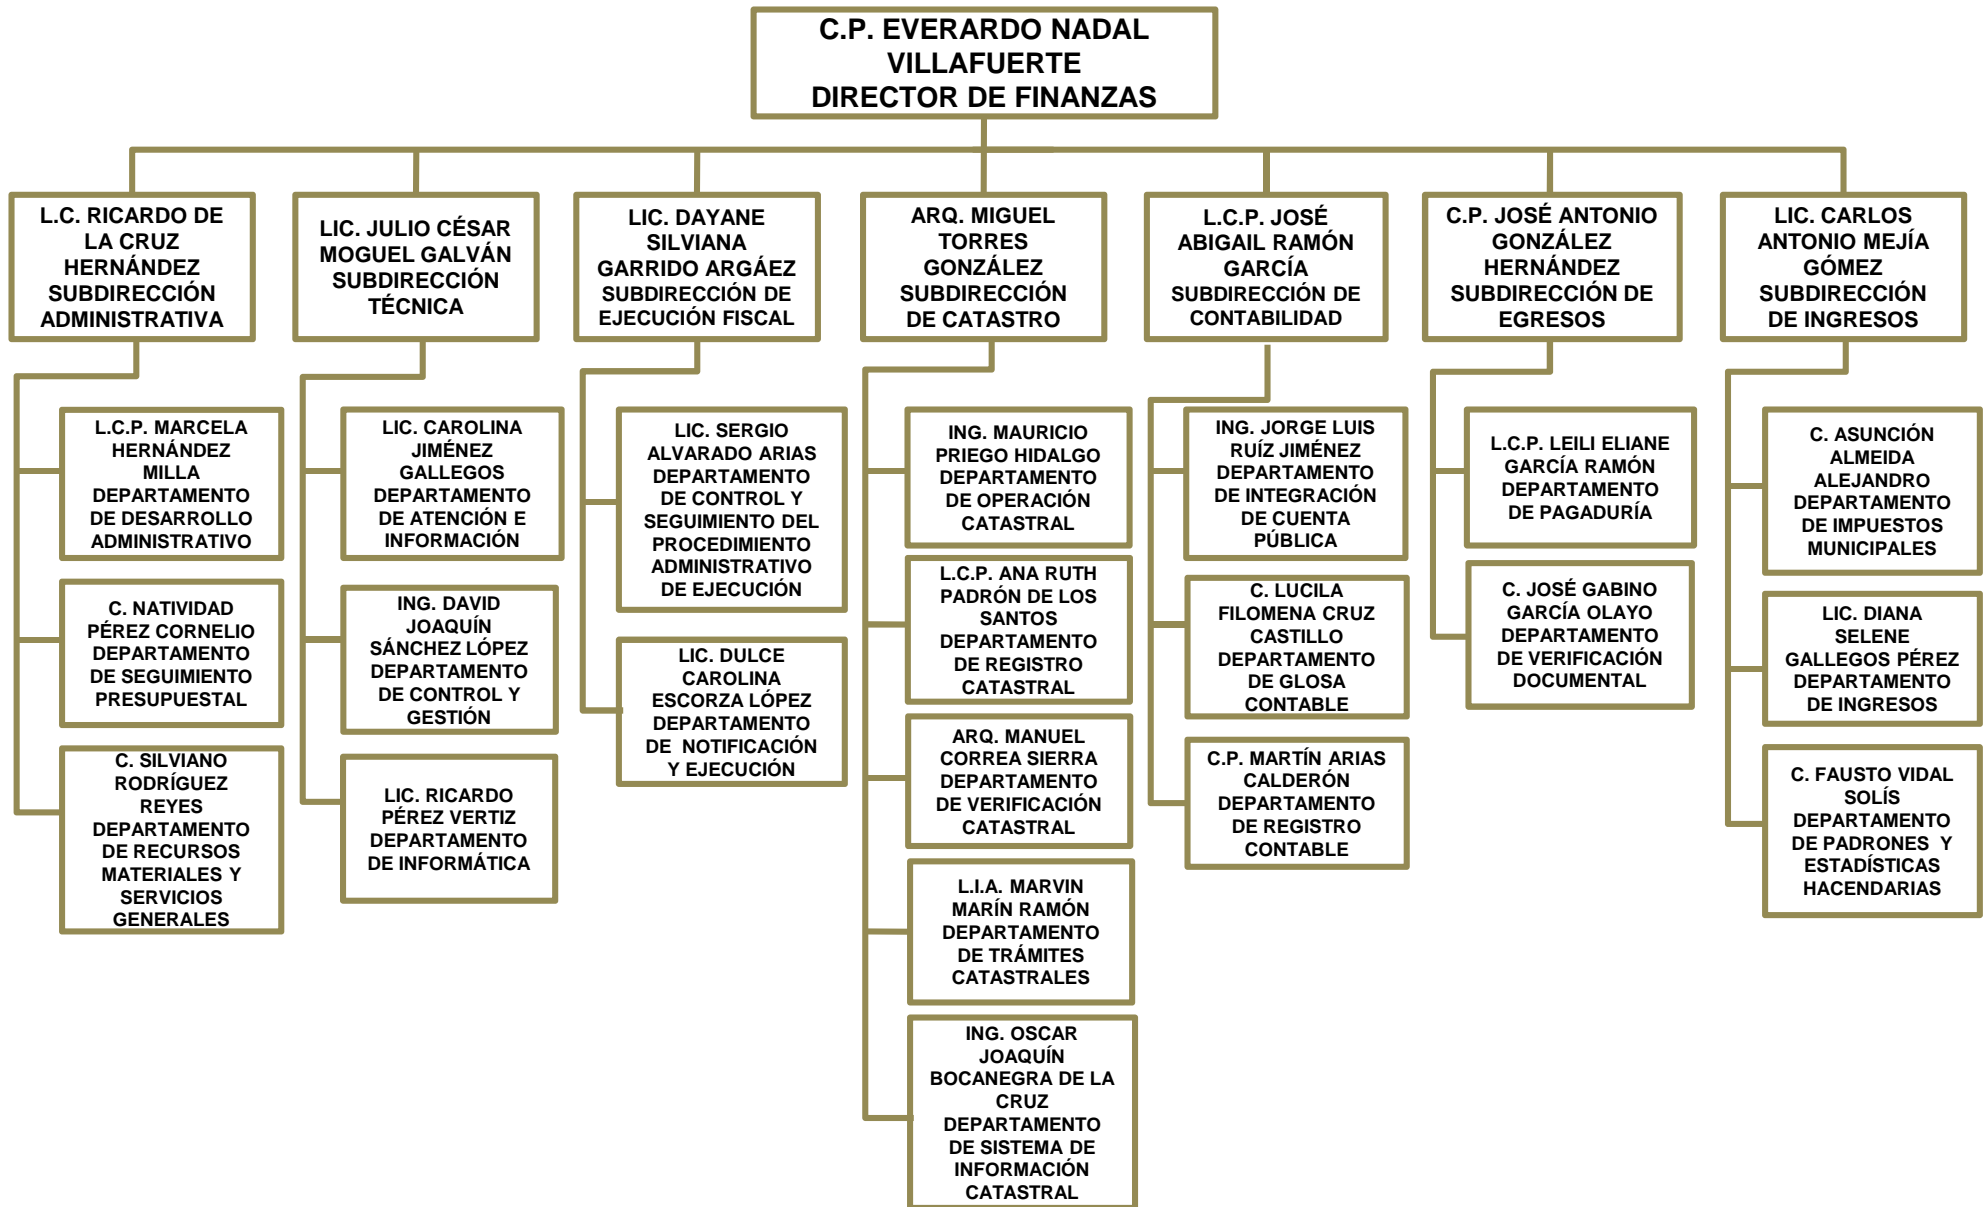 C.P. EVERARDO NADAL
VILLAFUERTE
DIRECTOR DE FINANZAS
L.C. RICARDO DE
LA CRUZ
HERNÁNDEZ
SUBDIRECCIÓN
ADMINISTRATIVA
LIC. JULIO CÉSAR
MOGUEL GALVÁN
SUBDIRECCIÓN
TÉCNICA
LIC. DAYANE
SILVIANA
GARRIDO ARGÁEZ
SUBDIRECCIÓN DE
EJECUCIÓN FISCAL
ARQ. MIGUEL
TORRES
GONZÁLEZ
SUBDIRECCIÓN
DE CATASTRO
L.C.P. JOSÉ
ABIGAIL RAMÓN
GARCÍA
SUBDIRECCIÓN DE
CONTABILIDAD
C.P. JOSÉ ANTONIO
GONZÁLEZ
HERNÁNDEZ
SUBDIRECCIÓN DE
EGRESOS
LIC. CARLOS
ANTONIO MEJÍA
GÓMEZ
SUBDIRECCIÓN
DE INGRESOS
L.C.P. MARCELA
HERNÁNDEZ
MILLA
DEPARTAMENTO
DE DESARROLLO
ADMINISTRATIVO
C. NATIVIDAD
PÉREZ CORNELIO
DEPARTAMENTO
DE SEGUIMIENTO
PRESUPUESTAL
C. SILVIANO
RODRÍGUEZ
REYES
DEPARTAMENTO
DE RECURSOS
MATERIALES Y
SERVICIOS
GENERALES
LIC. CAROLINA
JIMÉNEZ
GALLEGOS
DEPARTAMENTO
DE ATENCIÓN E
INFORMACIÓN
ING. DAVID
JOAQUÍN
SÁNCHEZ LÓPEZ
DEPARTAMENTO
DE CONTROL Y
GESTIÓN
LIC. RICARDO
PÉREZ VERTIZ
DEPARTAMENTO
DE INFORMÁTICA
LIC. SERGIO
ALVARADO ARIAS
DEPARTAMENTO
DE CONTROL Y
SEGUIMIENTO DEL
PROCEDIMIENTO
ADMINISTRATIVO
DE EJECUCIÓN
LIC. DULCE
CAROLINA
ESCORZA LÓPEZ
DEPARTAMENTO
DE NOTIFICACIÓN
Y EJECUCIÓN
ING. MAURICIO
PRIEGO HIDALGO
DEPARTAMENTO
DE OPERACIÓN
CATASTRAL
L.C.P. ANA RUTH
PADRÓN DE LOS
SANTOS
DEPARTAMENTO
DE REGISTRO
CATASTRAL
ARQ. MANUEL
CORREA SIERRA
DEPARTAMENTO
DE VERIFICACIÓN
CATASTRAL
L.I.A. MARVIN
MARÍN RAMÓN
DEPARTAMENTO
DE TRÁMITES
CATASTRALES
ING. OSCAR
JOAQUÍN
BOCANEGRA DE LA
CRUZ
DEPARTAMENTO
DE SISTEMA DE
INFORMACIÓN
CATASTRAL
ING. JORGE LUIS
RUÍZ JIMÉNEZ
DEPARTAMENTO
DE INTEGRACIÓN
DE CUENTA
PÚBLICA
C. LUCILA
FILOMENA CRUZ
CASTILLO
DEPARTAMENTO
DE GLOSA
CONTABLE
C.P. MARTÍN ARIAS
CALDERÓN
DEPARTAMENTO
DE REGISTRO
CONTABLE
L.C.P. LEILI ELIANE
GARCÍA RAMÓN
DEPARTAMENTO
DE PAGADURÍA
C. JOSÉ GABINO
GARCÍA OLAYO
DEPARTAMENTO
DE VERIFICACIÓN
DOCUMENTAL
C. ASUNCIÓN
ALMEIDA
ALEJANDRO
DEPARTAMENTO
DE IMPUESTOS
MUNICIPALES
LIC. DIANA
SELENE
GALLEGOS PÉREZ
DEPARTAMENTO
DE INGRESOS
C. FAUSTO VIDAL
SOLÍS
DEPARTAMENTO
DE PADRONES Y
ESTADÍSTICAS
HACENDARIAS